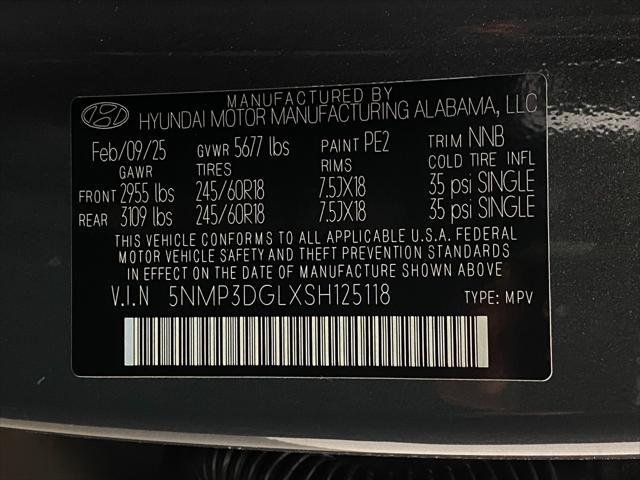 MANUFACTURED BY
HYUNDAI MOTOR MANUFACTURING ALABAMA, LLC
Feb/09/25 GVWR 5677 lbs PAINT PE2 TRIM NNB
GAWR TIRES RIMS COLD TIRE INFL
FRONT 2955 lbs 245/60R18 7.5JX18 35 psi SINGLE
REAR 3109 lbs 245/60R18 7.5JX18 35 psi SINGLE
THIS VEHICLE CONFORMS TO ALL APPLICABLE U.S.A. FEDERAL
MOTOR VEHICLE SAFETY AND THEFT PREVENTION STANDARDS
IN EFFECT ON THE DATE OF MANUFACTURE SHOWN ABOVE
V.I.N 5NMP3DGLXSH125118 TYPE: MPV